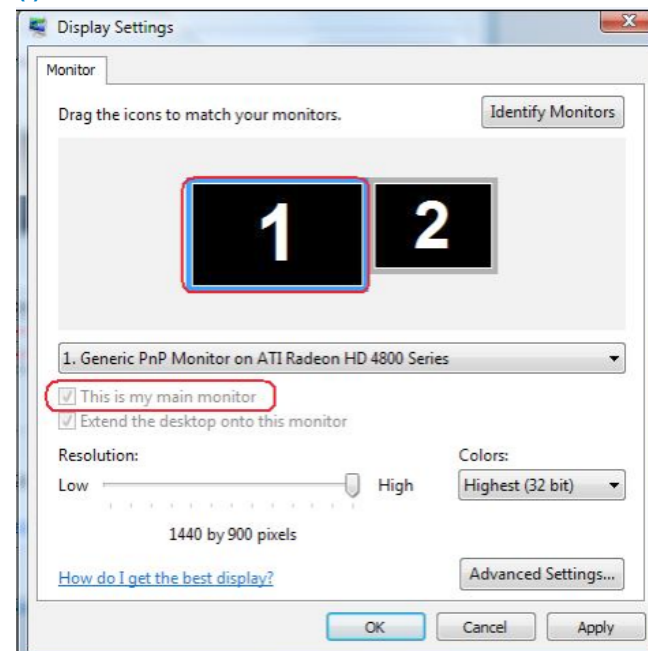 Display Settings
Monitor
Drag the icons to match your monitors.
Identify Monitors
1 2
1. Generic PnP Monitor on ATI Radeon HD 4800 Series
This is my main monitor
Extend the desktop onto this monitor
Resolution: Colors:
Low High Highest (32 bit)
1440 by 900 pixels
How do I get the best display? Advanced Settings...
OK Cancel Apply